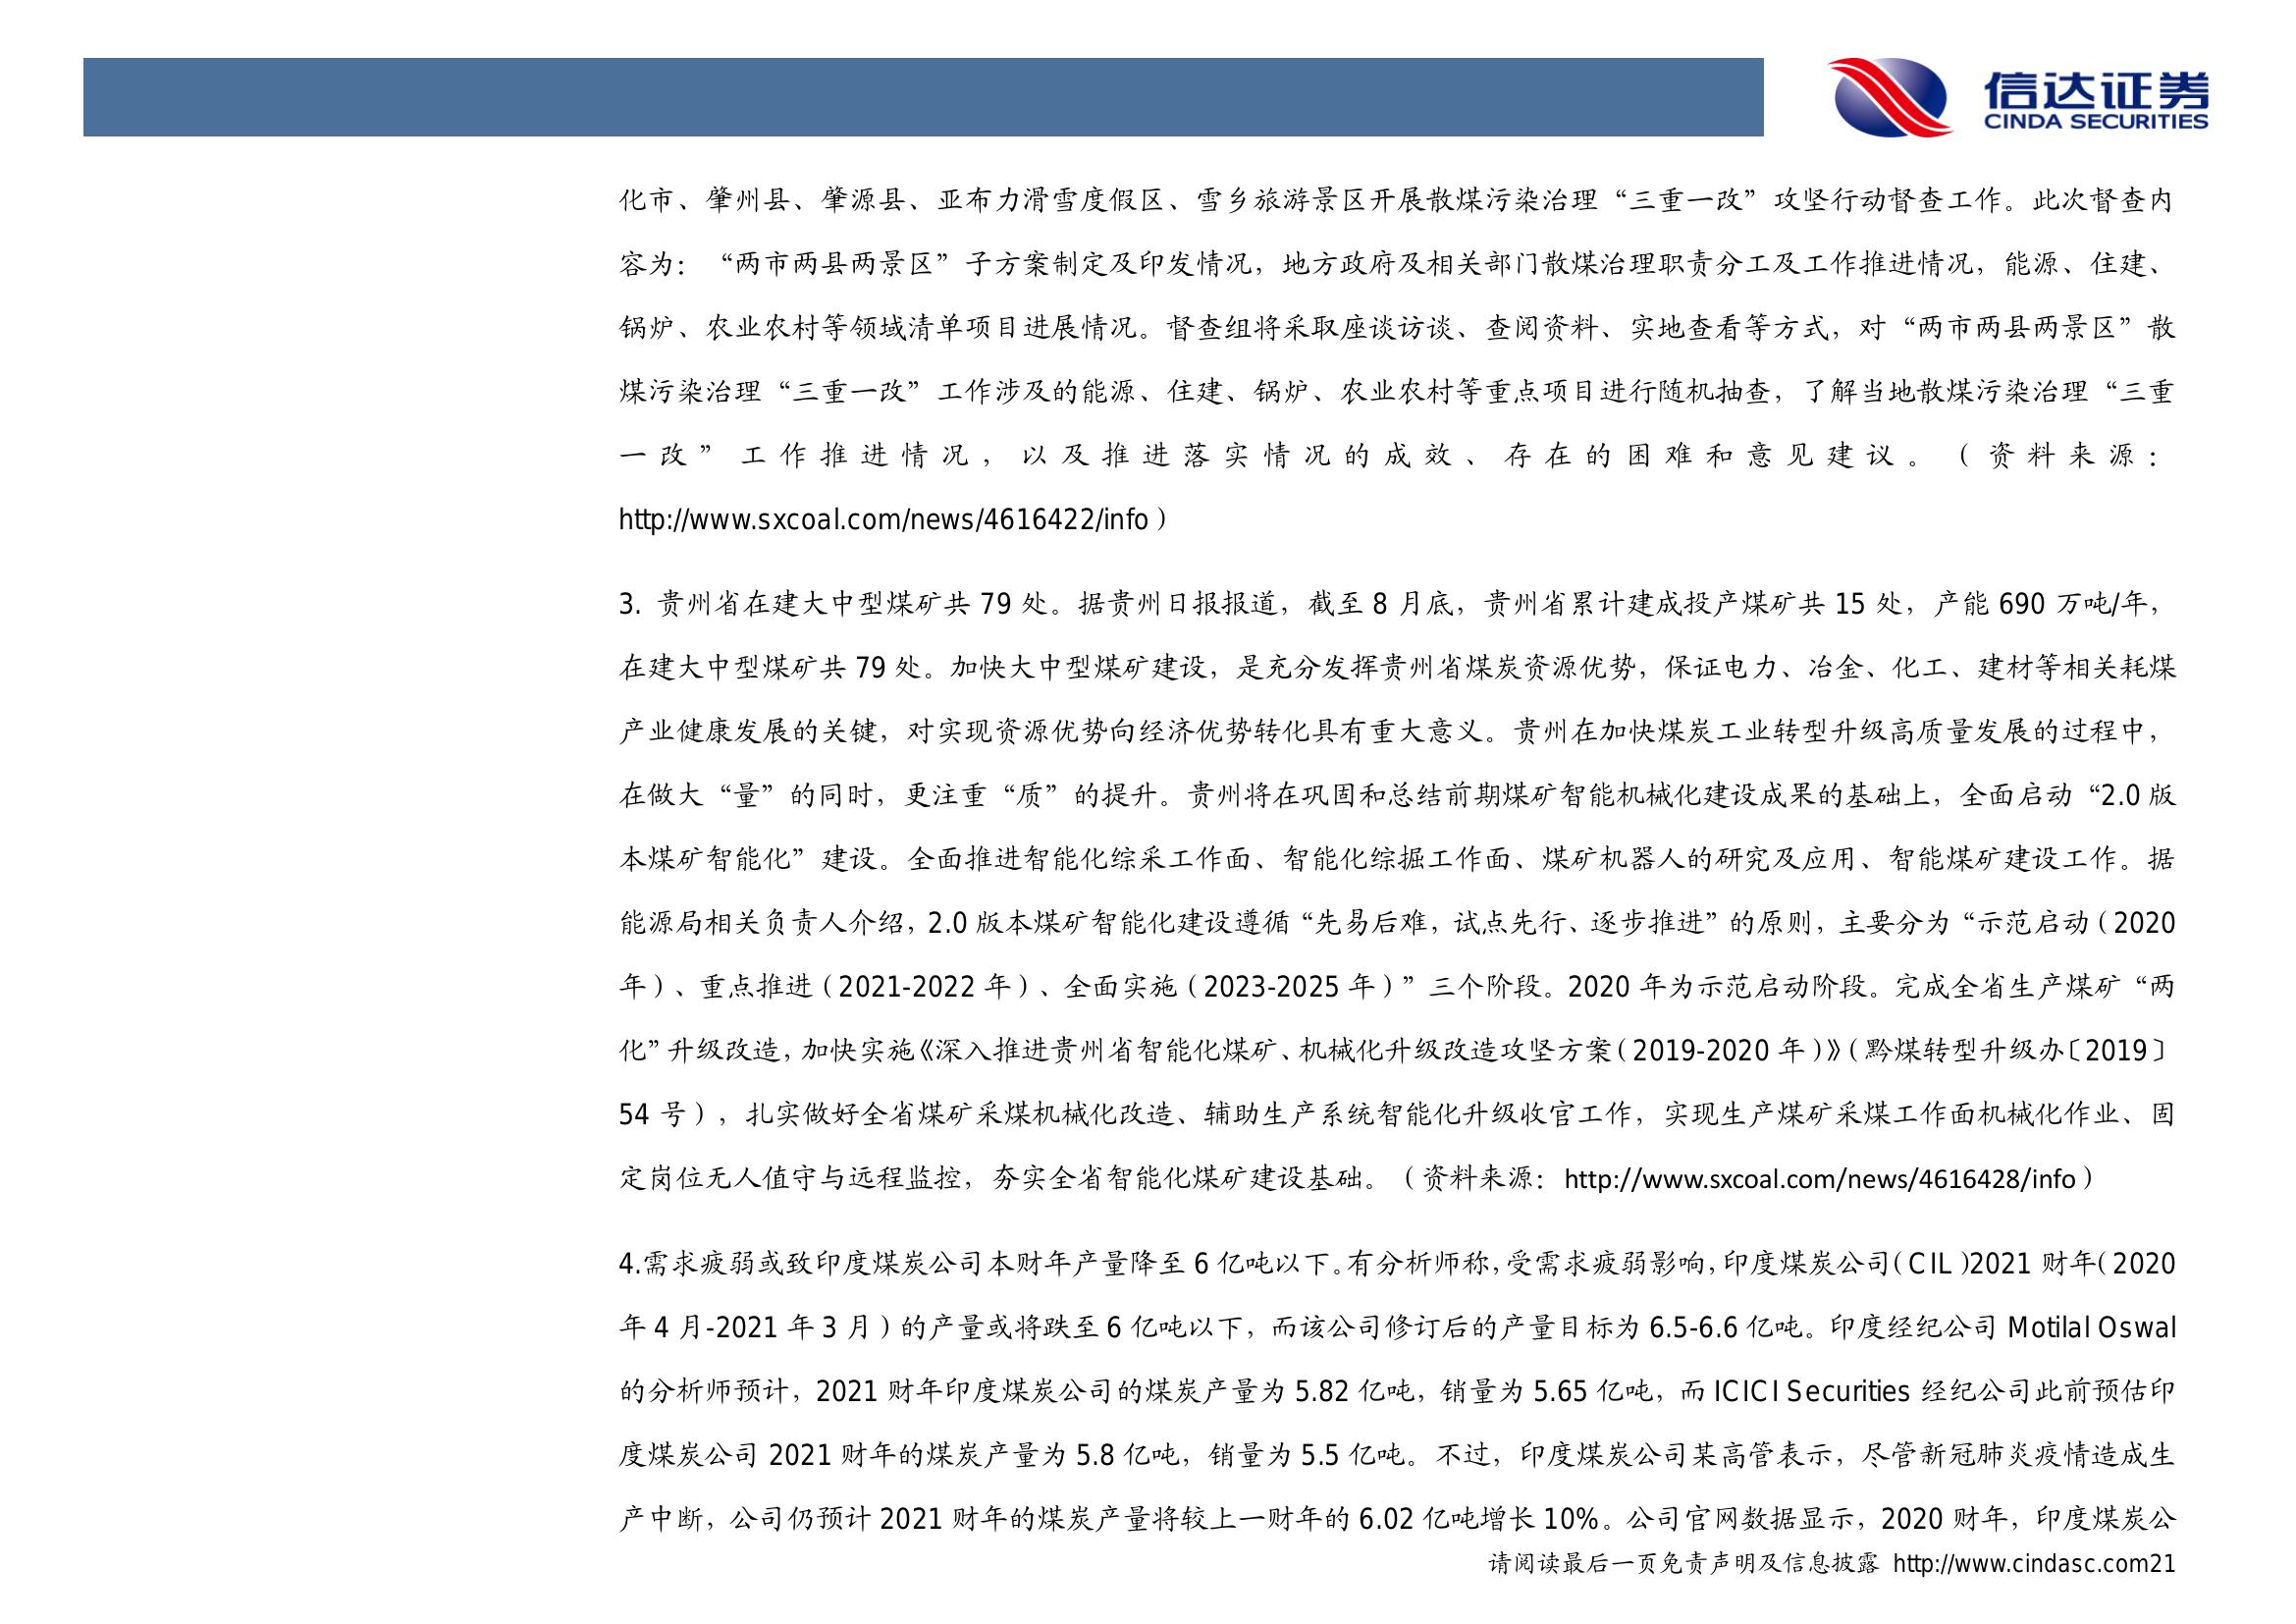 信达证券
CINDA SECURITIES
化市、肇州县、肇源县、亚布力滑雪度假区、雪乡旅游景区开展散煤污染治理“三重一改”攻坚行动督查工作。此次督查内
容为：“两市两县两景区”子方案制定及印发情况，地方政府及相关部门散煤治理职责分工及工作推进情况，能源、住建、
锅炉、农业农村等领域清单项目进展情况。督查组将采取座谈访谈、查阅资料、实地查看等方式，对“两市两县两景区”散
煤污染治理“三重一改”工作涉及的能源、住建、锅炉、农业农村等重点项目进行随机抽查，了解当地散煤污染治理“三重
一改”工作推进情况，以及推进落实情况的成效、存在的困难和意见建议。（资料来源：
http://www.sxcoal.com/news/4616422/info）
3. 贵州省在建大中型煤矿共 79 处。据贵州日报报道，截至 8 月底，贵州省累计建成投产煤矿共 15 处，产能 690 万吨/年，
在建大中型煤矿共 79 处。加快大中型煤矿建设，是充分发挥贵州省煤炭资源优势，保证电力、冶金、化工、建材等相关耗煤
产业健康发展的关键，对实现资源优势向经济优势转化具有重大意义。贵州在加快煤炭工业转型升级高质量发展的过程中，
在做大“量”的同时，更注重“质”的提升。贵州将在巩固和总结前期煤矿智能机械化建设成果的基础上，全面启动“2.0 版
本煤矿智能化”建设。全面推进智能化综采工作面、智能化综掘工作面、煤矿机器人的研究及应用、智能煤矿建设工作。据
能源局相关负责人介绍，2.0 版本煤矿智能化建设遵循“先易后难，试点先行、逐步推进”的原则，主要分为“示范启动（2020
年）、重点推进（2021-2022 年）、全面实施（2023-2025 年）”三个阶段。2020 年为示范启动阶段。完成全省生产煤矿“两
化”升级改造，加快实施《深入推进贵州省智能化煤矿、机械化升级改造攻坚方案（2019-2020 年）》（黔煤转型升级办〔2019〕
54 号），扎实做好全省煤矿采煤机械化改造、辅助生产系统智能化升级收官工作，实现生产煤矿采煤工作面机械化作业、固
定岗位无人值守与远程监控，夯实全省智能化煤矿建设基础。（资料来源：http://www.sxcoal.com/news/4616428/info）
4.需求疲弱或致印度煤炭公司本财年产量降至 6 亿吨以下。有分析师称，受需求疲弱影响，印度煤炭公司（CIL）2021 财年（2020
年 4 月-2021 年 3 月）的产量或将跌至 6 亿吨以下，而该公司修订后的产量目标为 6.5-6.6 亿吨。印度经纪公司 Motilal Oswal
的分析师预计，2021 财年印度煤炭公司的煤炭产量为 5.82 亿吨，销量为 5.65 亿吨，而 ICICI Securities 经纪公司此前预估印
度煤炭公司 2021 财年的煤炭产量为 5.8 亿吨，销量为 5.5 亿吨。不过，印度煤炭公司某高管表示，尽管新冠肺炎疫情造成生
产中断，公司仍预计 2021 财年的煤炭产量将较上一财年的 6.02 亿吨增长 10%。公司官网数据显示，2020 财年，印度煤炭公
请阅读最后一页免责声明及信息披露 http://www.cindasc.com21